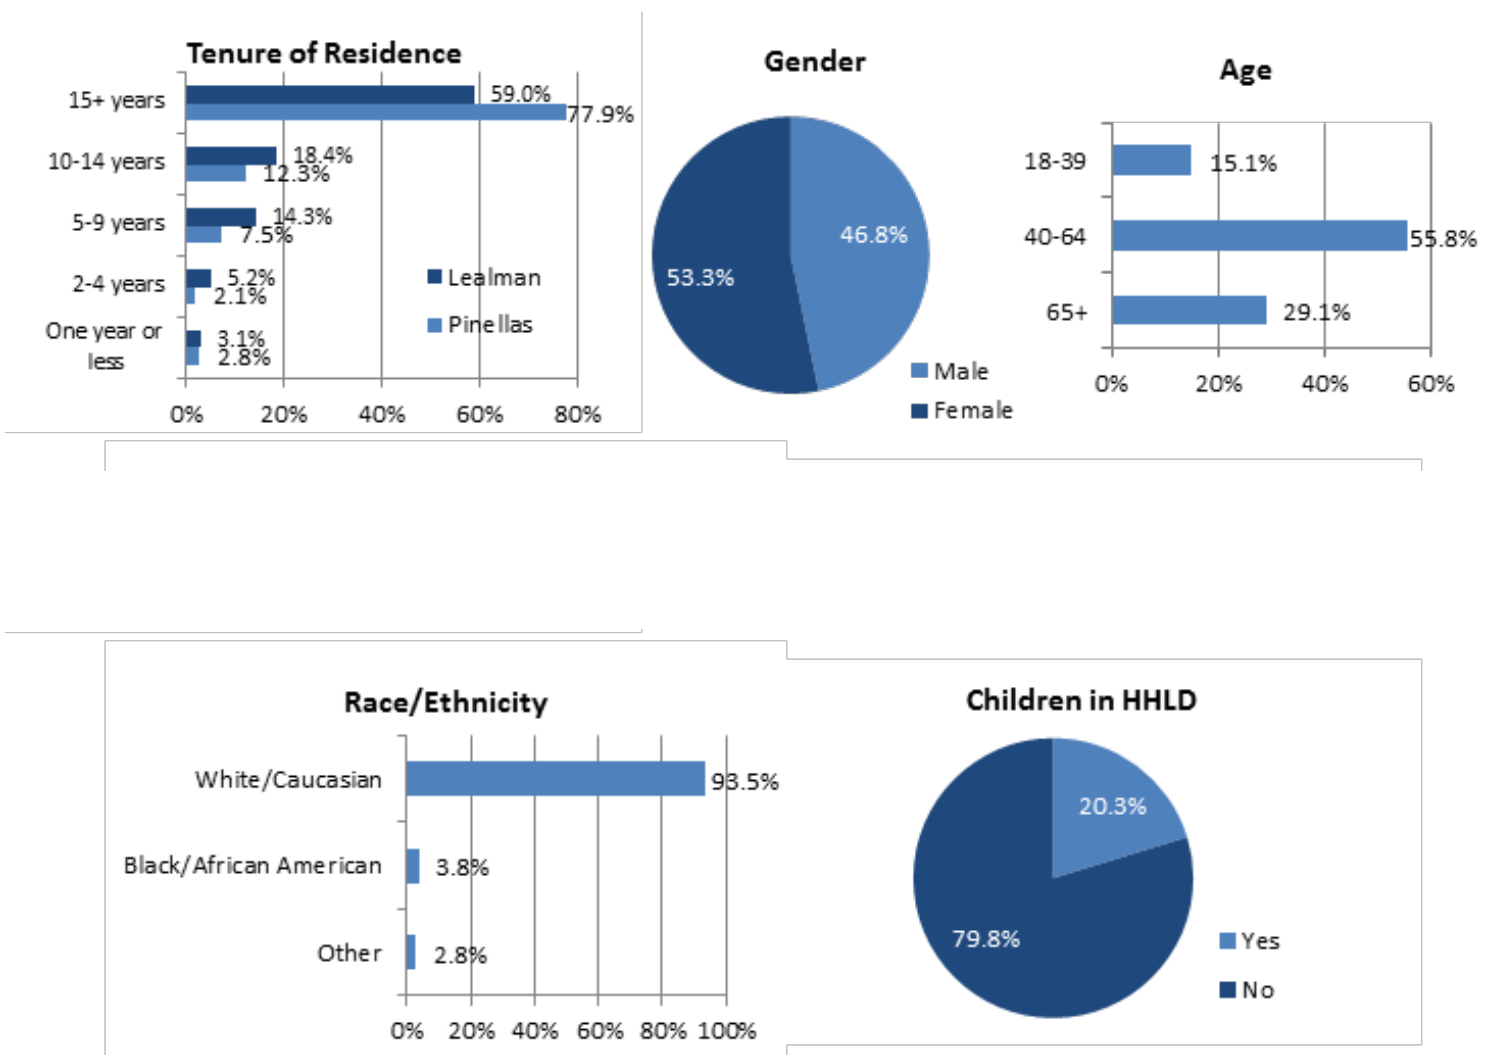 Tenure of Residence
15+ years
59.0%
77.9%
10-14 years
18.4%
12.3%
5-9 years
14.3%
7.5%
2-4 years
5.2%
2.1%
One year or
less
3.1%
2.8%
Lealman
Pinellas
0% 20% 40% 60% 80%
Gender
46.8%
53.3%
Male
Female
Age
18-39
15.1%
40-64
55.8%
65+
29.1%
0% 20% 40% 60%
Race/Ethnicity
White/Caucasian
93.5%
Black/African American
3.8%
Other
2.8%
0% 20% 40% 60% 80% 100%
Children in HHLD
20.3%
79.8%
Yes
No